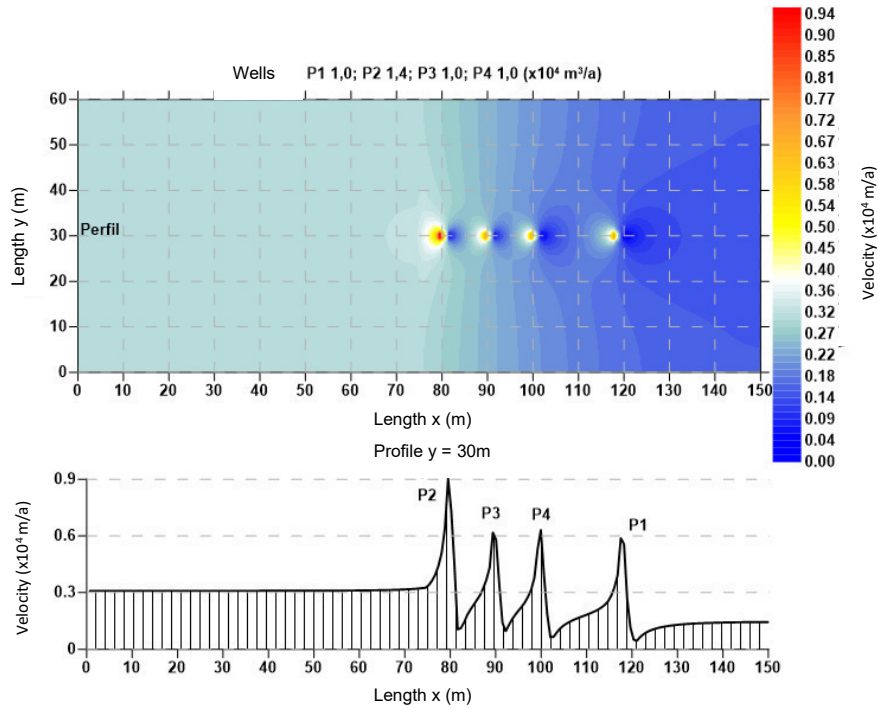 Wells P1 1,0; P2 1,4; P3 1,0; P4 1,0 (x10⁴ m³/a)
60
50
40
30
20
10
0
Length y (m)
Perfil
0 10 20 30 40 50 60 70 80 90 100 110 120 130 140 150
Length x (m)
0.94
0.90
0.85
0.81
0.77
0.72
0.67
0.63
0.58
0.54
0.49
0.45
0.40
0.36
0.32
0.27
0.22
0.18
0.14
0.09
0.04
0.00
Velocity (x10⁴ m/a)
Profile y = 30m
0.9
0.6
0.3
0
Velocity (x10⁴ m/a)
P2
P3
P4
P1
0 10 20 30 40 50 60 70 80 90 100 110 120 130 140 150
Length x (m)